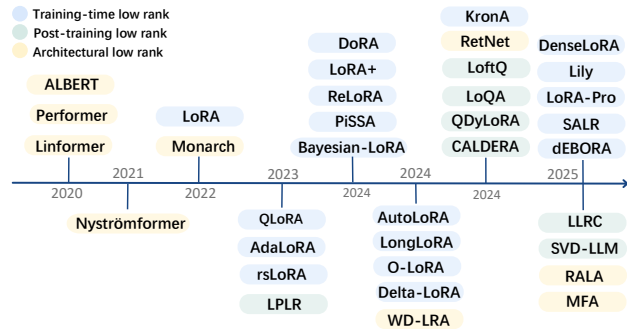 Training-time low rank
Post-training low rank
Architectural low rank
ALBERT
Performer
Linformer
LoRA
Monarch
DoRA
LoRA+
ReLoRA
PiSSA
Bayesian-LoRA
KronA
RetNet
LoftQ
LoQA
QDyLoRA
CALDERA
DenseLoRA
Lily
LoRA-Pro
SALR
dEBORA
2021
2023
2024
2025
2020
2022
2024
2024
Nyströmformer
QLoRA
AdaLoRA
rsLoRA
LPLR
AutoLoRA
LongLoRA
O-LoRA
Delta-LoRA
WD-LRA
LLRC
SVD-LLM
RALA
MFA